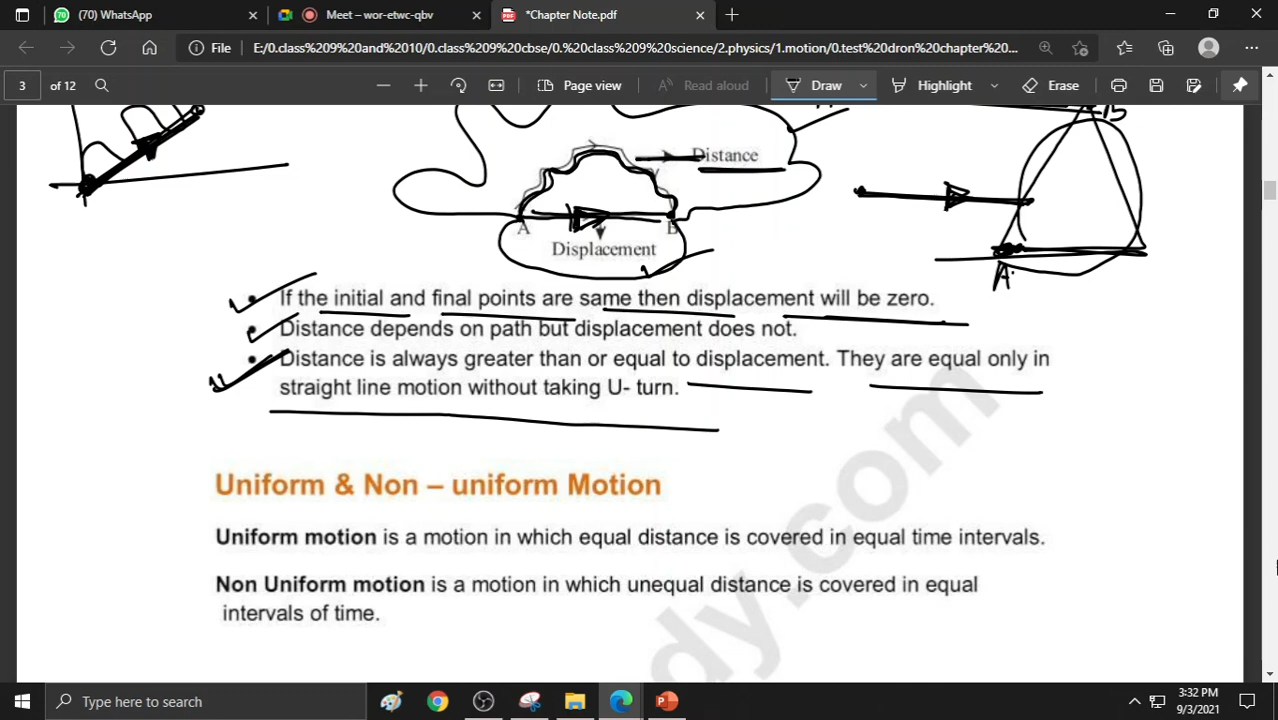 (70) WhatsApp
Meet – wor-etwc-qbv
*Chapter Note.pdf
File
E:/0.class%209%20and%2010/0.class%209%20cbse/0.%20class%209%20science/2.physics/1.motion/0.test%20dron%20chapter%20...
3 of 12
Page view
Read aloud
Draw
Highlight
Erase
B
Distance
A
B
Displacement
A
• If the initial and final points are same then displacement will be zero.
• Distance depends on path but displacement does not.
• Distance is always greater than or equal to displacement. They are equal only in
straight line motion without taking U- turn.
Uniform & Non – uniform Motion
Uniform motion is a motion in which equal distance is covered in equal time intervals.
Non Uniform motion is a motion in which unequal distance is covered in equal
intervals of time.
dy.com
Type here to search
3:32 PM
9/3/2021